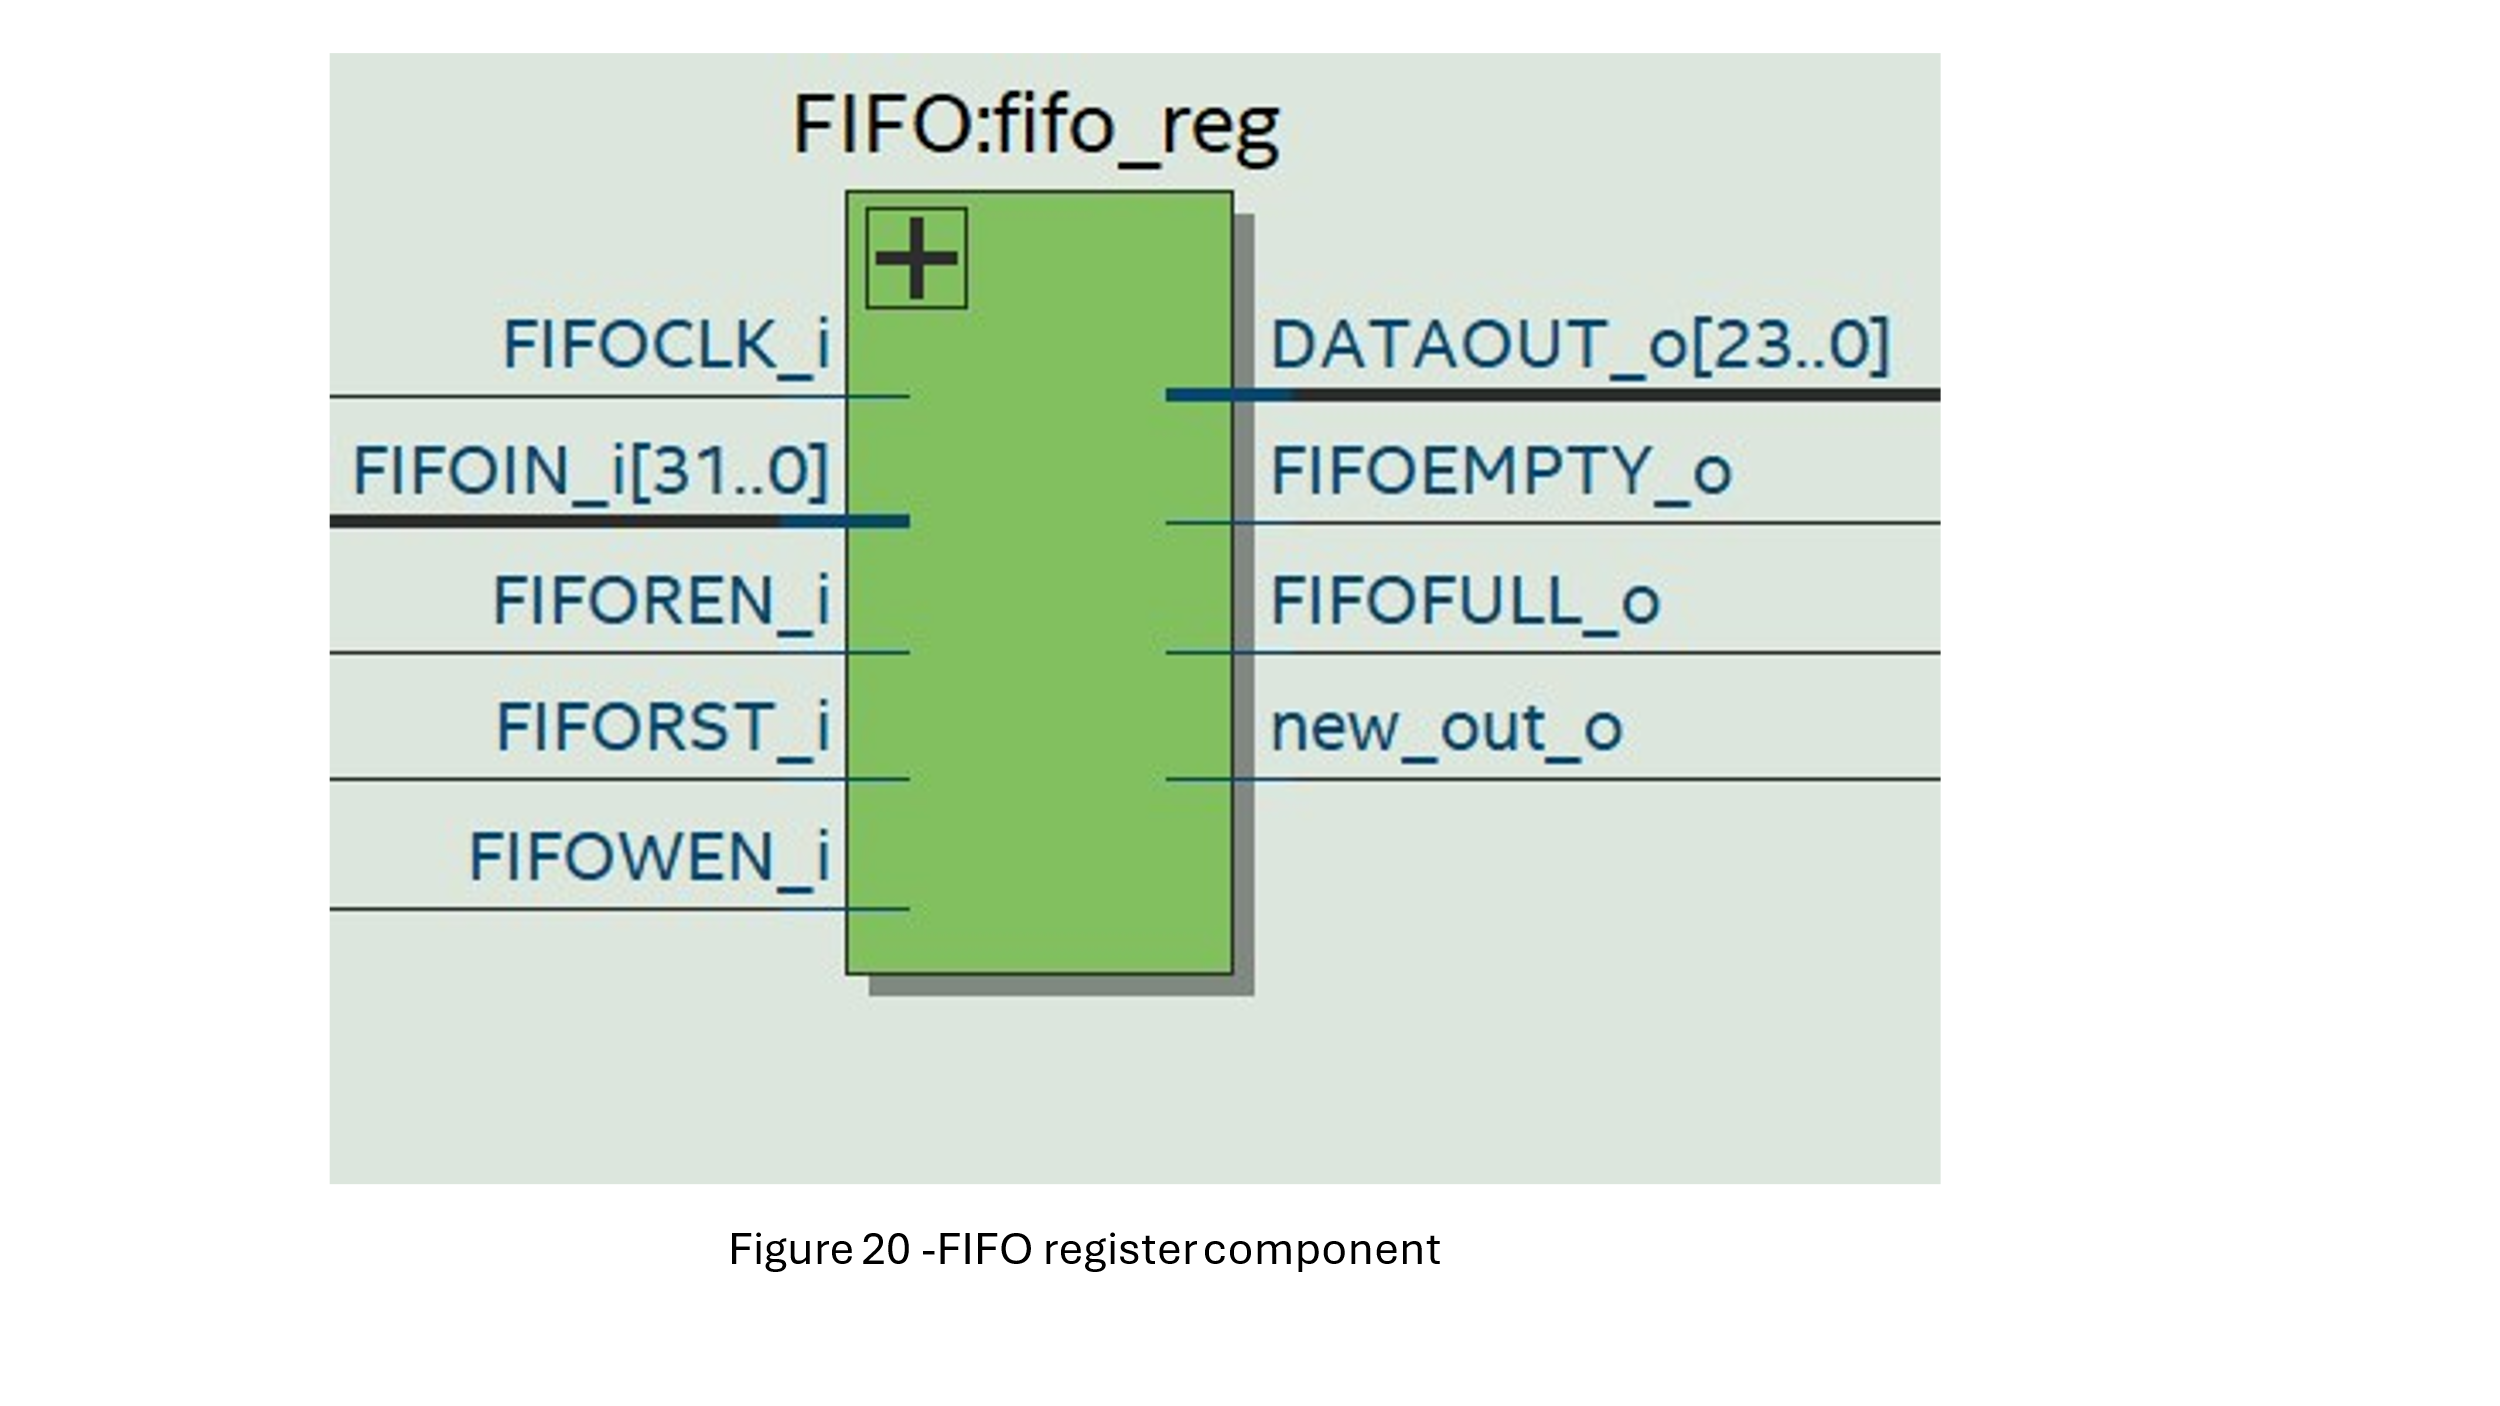 FIFO:fifo_reg
FIFOCLK_i
FIFOIN_i[31..0]
FIFOREN_i
FIFORST_i
FIFOWEN_i
DATAOUT_o[23..0]
FIFOEMPTY_o
FIFOFULL_o
new_out_o
Figure 20 -FIFO register component